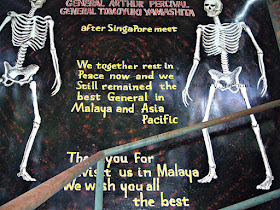 GENERAL ARTHUR PERCIVAL
GENERAL TOMOYUKI YAMASHITA
after Singapore meet
We together rest in
Peace now and we
Still remained the
best General in
Malaya and Asia
Pacific
you for
visit us in Malaya
We wish you all
the best